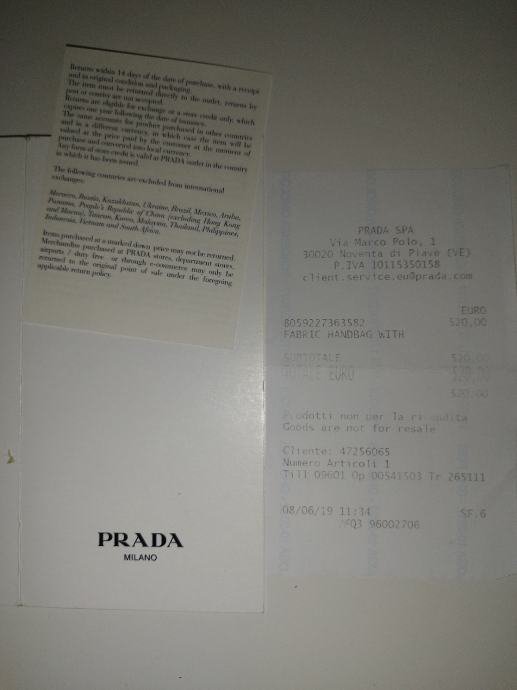 Returns within 14 days of the date of purchase, with a receipt
and in original condition and packaging.
The item must be returned directly to the outlet, returns by
post or courier are not accepted.
Returns are eligible for exchange or a store credit only, which
expires one year following the date of issuance.
The same accounts for product purchased in other countries
and in a different currency, in which case the item will be
valued at the price paid by the customer at the moment of
purchase and converted into local currency.
Any form of store credit is valid at PRADA outlet in the country
in which it has been issued.
The following countries are excluded from international
exchanges:
Morocco, Russia, Kazakhstan, Ukraine, Brazil, Mexico, Aruba,
Panama, People's Republic of China (excluding Hong Kong
and Macau), Taiwan, Korea, Malaysia, Thailand, Philippines,
Indonesia, Vietnam and South Africa.
Items purchased at a marked down price may not be returned.
Merchandise purchased at PRADA stores, department stores,
airports / duty free or through e-commerce may only be
returned to the original point of sale under the foregoing
applicable return policy.
PRADA
MILANO
PRADA SPA
Via Marco Polo, 1
30020 Noventa di Piave (VE)
P.IVA 10115350158
client.service.eu@prada.com
EURO
8059227363582 520,00
FABRIC HANDBAG WITH
SUBTOTALE 520,00
TOTALE EURO 520,00
520,00
Prodotti non per la rivendita
Goods are not for resale
Cliente: 47256065
Numero Articoli 1
Till 09601 Op 00541503 Tr 265111
08/06/19 11:34 SF.6
96002706